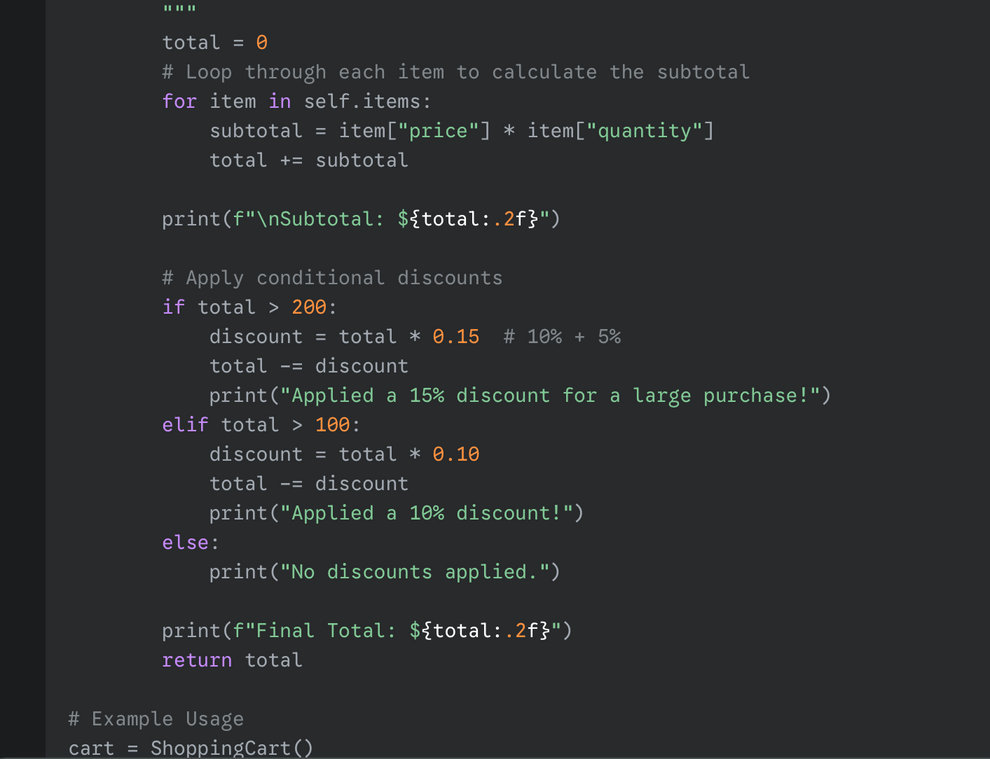 """
total = 0
# Loop through each item to calculate the subtotal
for item in self.items:
subtotal = item["price"] * item["quantity"]
total += subtotal
print(f"\nSubtotal: ${total:.2f}")
# Apply conditional discounts
if total > 200:
discount = total * 0.15  # 10% + 5%
total -= discount
print("Applied a 15% discount for a large purchase!")
elif total > 100:
discount = total * 0.10
total -= discount
print("Applied a 10% discount!")
else:
print("No discounts applied.")
print(f"Final Total: ${total:.2f}")
return total
# Example Usage
cart = ShoppingCart()